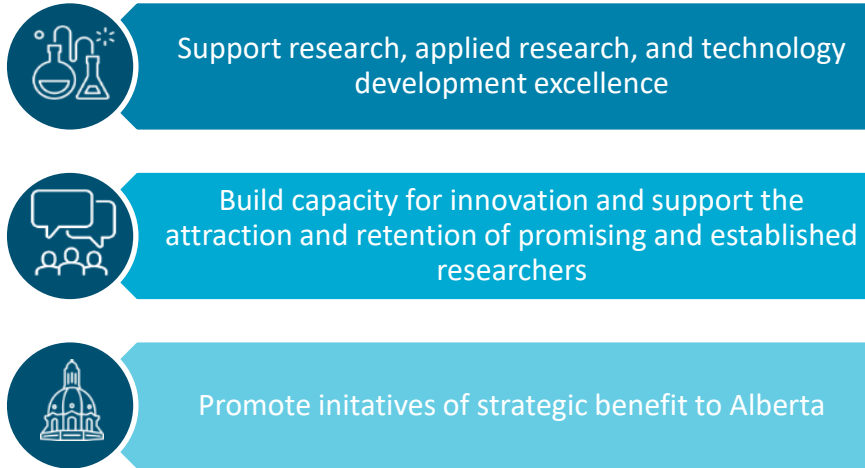 Support research, applied research, and technology
development excellence
Build capacity for innovation and support the
attraction and retention of promising and established
researchers
Promote initatives of strategic benefit to Alberta